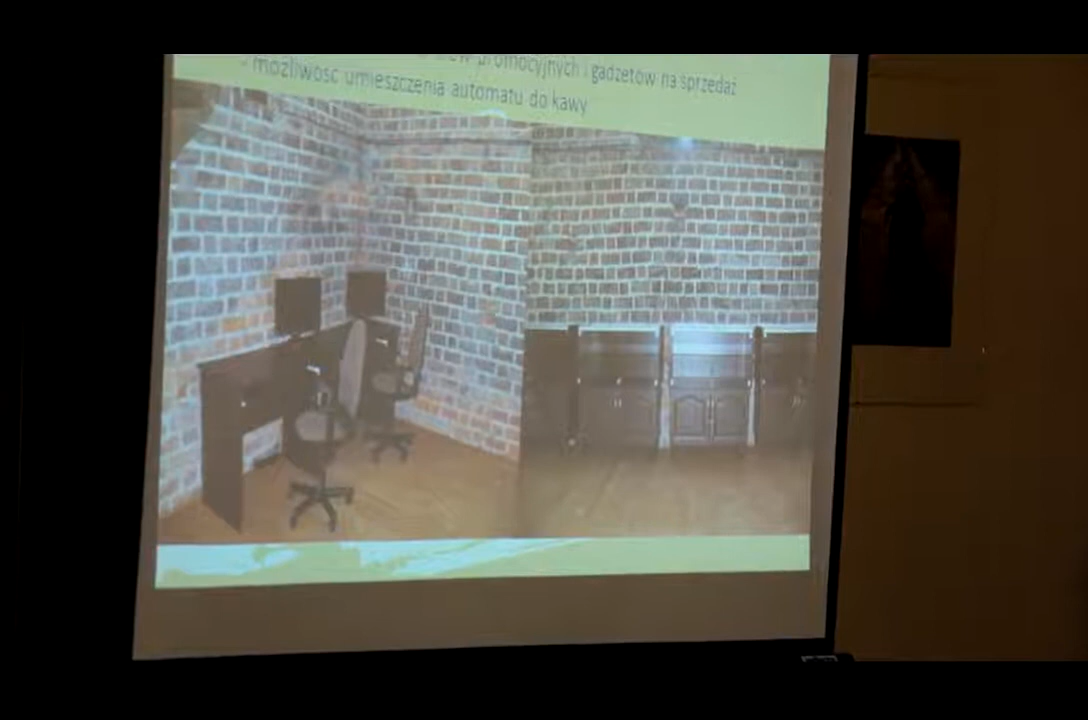 promocyjnych i gadżetów na sprzedaż
- możliwość umieszczenia automatu do kawy